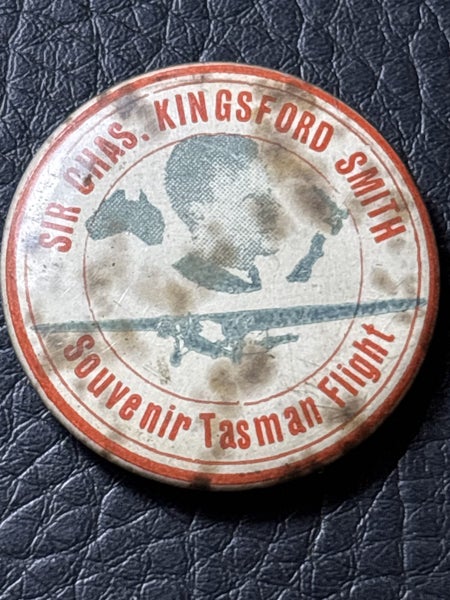 SIR CHAS. KINGSFORD SMITH
Souvenir Tasman Flight